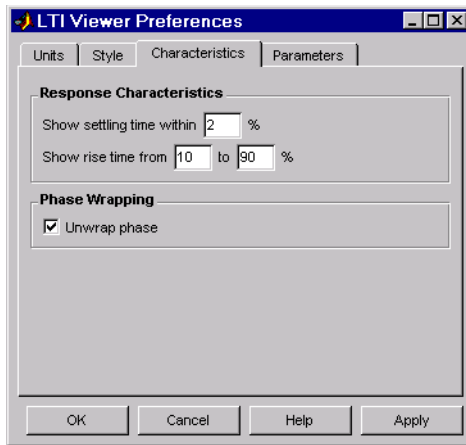 LTI Viewer Preferences
Units Style Characteristics Parameters
Response Characteristics
Show settling time within 2 %
Show rise time from 10 to 90 %
Phase Wrapping
Unwrap phase
OK Cancel Help Apply